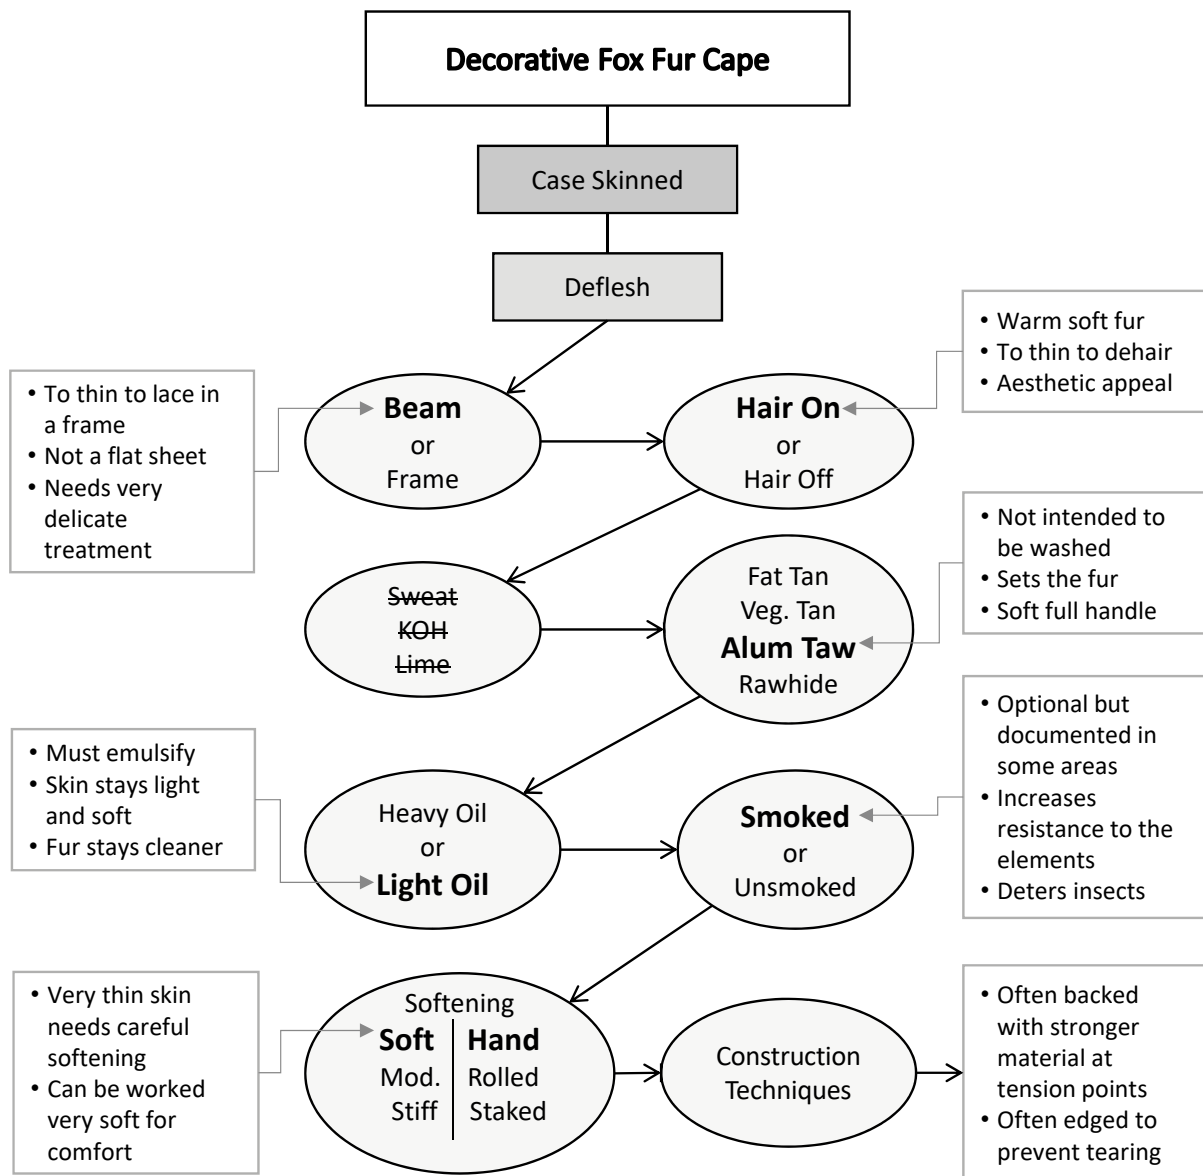 Decorative Fox Fur Cape
Case Skinned
Deflesh
• To thin to lace in
a frame
• Not a flat sheet
• Needs very
delicate
treatment
Beam
or
Frame
Hair On
or
Hair Off
• Warm soft fur
• To thin to dehair
• Aesthetic appeal
Sweat
KOH
Lime
Fat Tan
Veg. Tan
Alum Taw
Rawhide
• Not intended to
be washed
• Sets the fur
• Soft full handle
• Must emulsify
• Skin stays light
and soft
• Fur stays cleaner
Heavy Oil
or
Light Oil
Smoked
or
Unsmoked
• Optional but
documented in
some areas
• Increases
resistance to the
elements
• Deters insects
• Very thin skin
needs careful
softening
• Can be worked
very soft for
comfort
Softening
Soft Hand
Mod. Rolled
Stiff Staked
Construction
Techniques
• Often backed
with stronger
material at
tension points
• Often edged to
prevent tearing